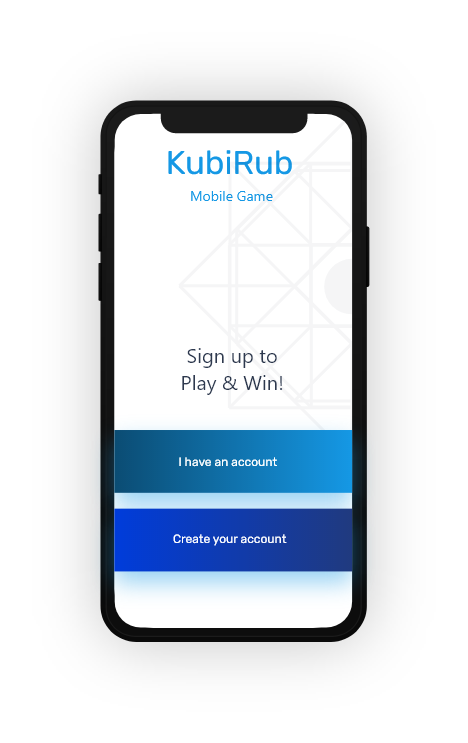 KubiRub
Mobile Game
Sign up to
Play & Win!
I have an account
Create your account